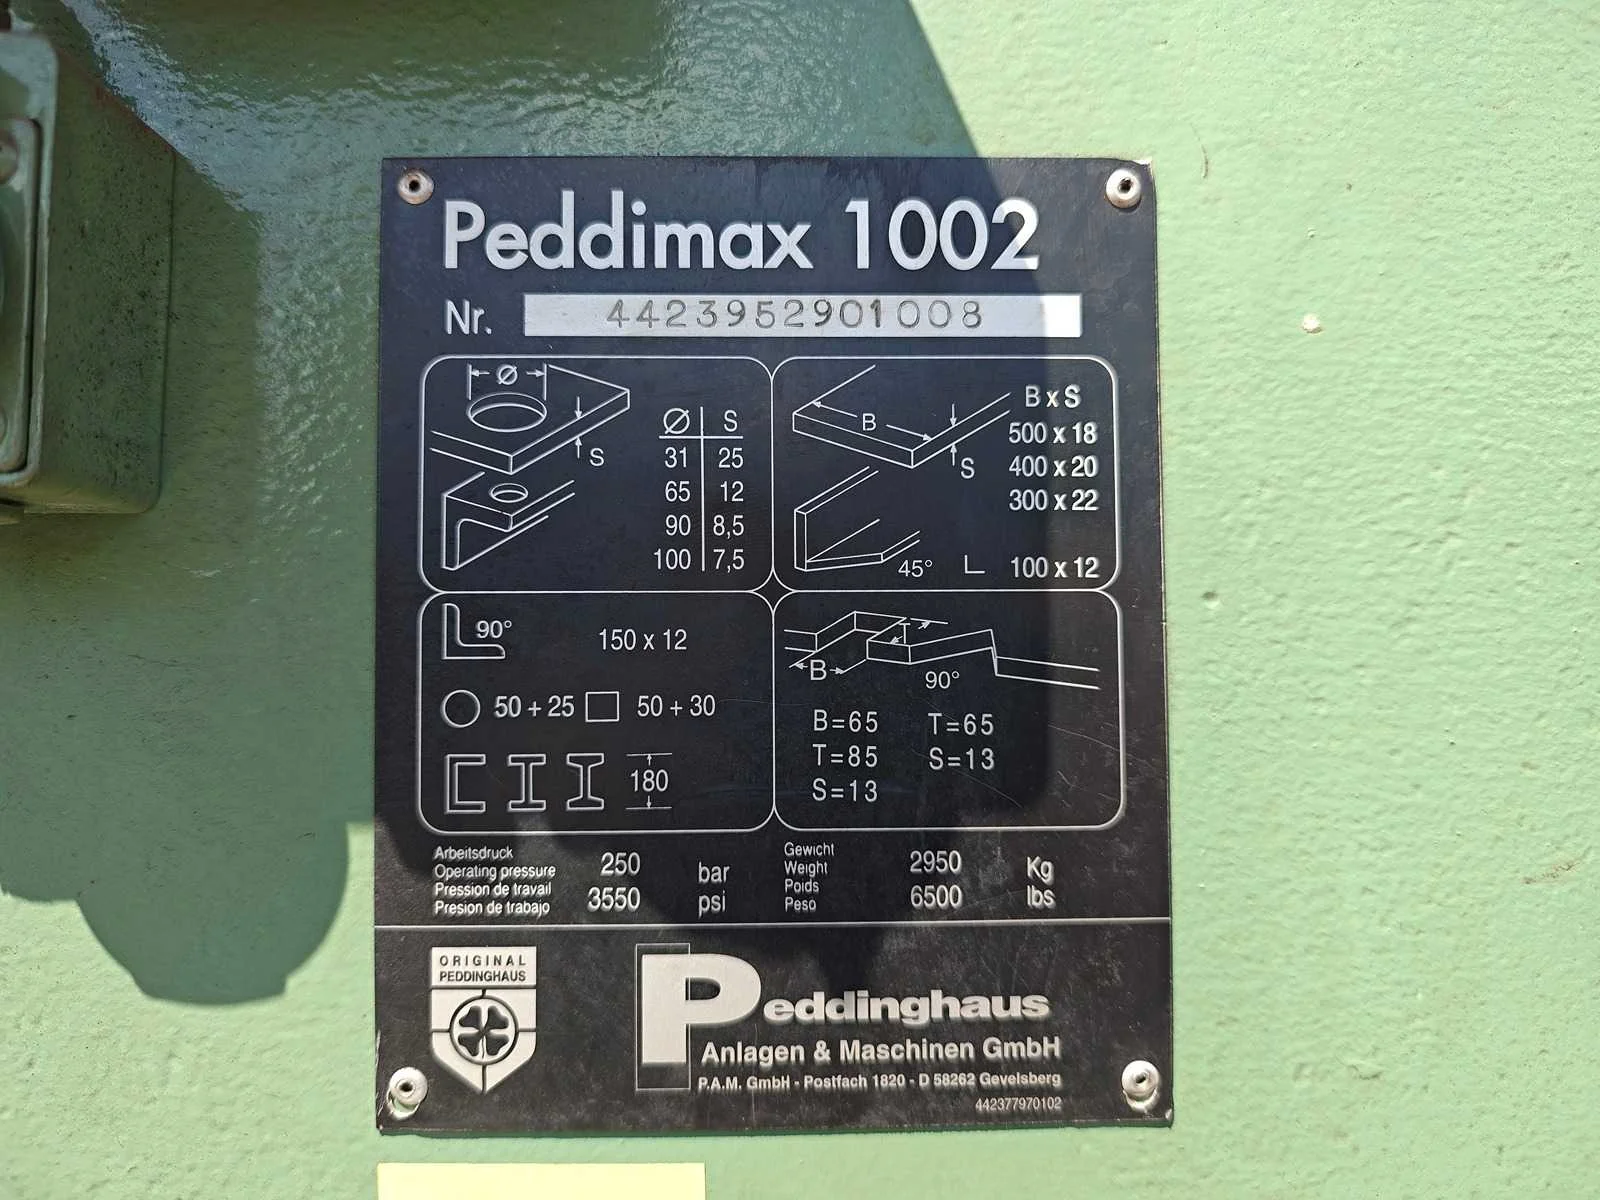 Peddimax 1002
Nr. 4423952901008
Ø
S
Ø S
31 25
65 12
90 8,5
100 7,5
B
S
B x S
500 x 18
400 x 20
300 x 22
45° 100 x 12
90° 150 x 12
50 + 25 50 + 30
180
T
B
90°
B=65 T=65
T=85 S=13
S=13
Arbeitsdruck
Operating pressure
Pression de travail
Presion de trabajo
250 bar
3550 psi
Gewicht
Weight
Poids
Peso
2950 Kg
6500 lbs
ORIGINAL
PEDDINGHAUS
Peddinghaus
Anlagen & Maschinen GmbH
P.A.M. GmbH - Postfach 1820 - D 58262 Gevelsberg
442377970102